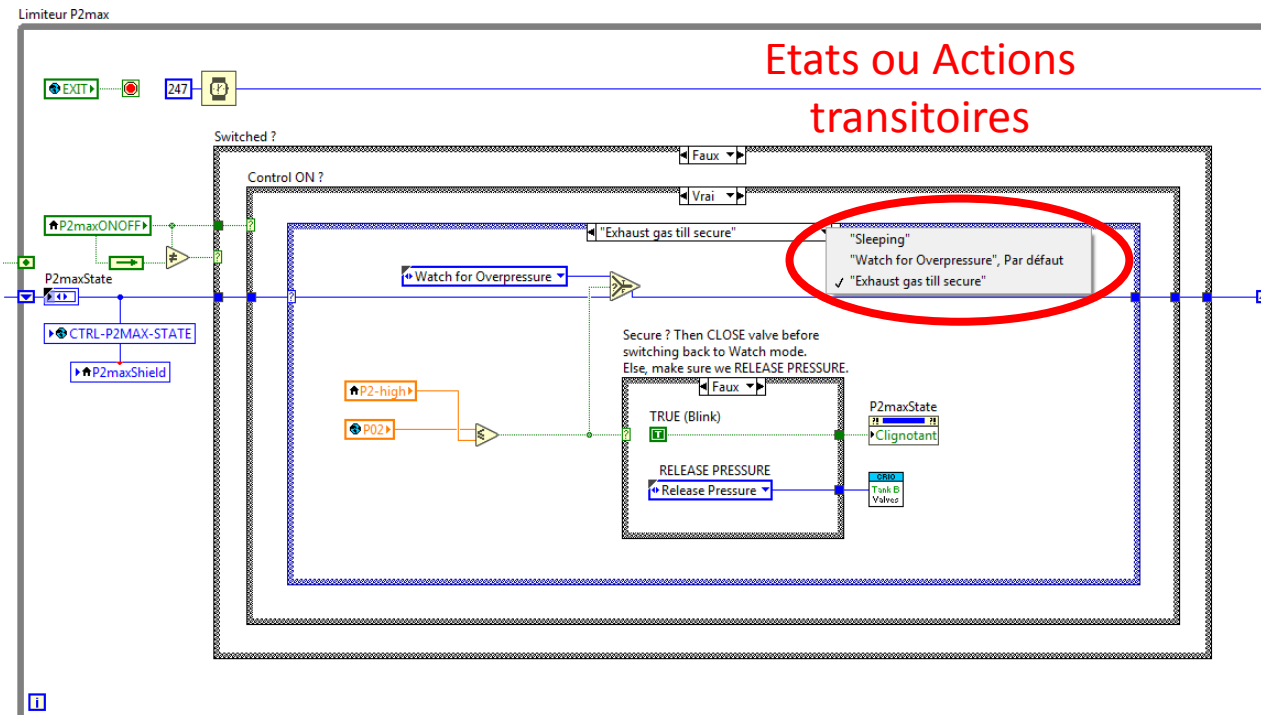 Limiteur P2max
Etats ou Actions
transitoires
EXIT
247
Switched ?
Faux
Control ON ?
Vrai
P2maxONOFF
"Exhaust gas till secure"
"Sleeping"
"Watch for Overpressure", Par défaut
✓ "Exhaust gas till secure"
Watch for Overpressure
P2maxState
CTRL-P2MAX-STATE
P2maxShield
Secure ? Then CLOSE valve before
switching back to Watch mode.
Else, make sure we RELEASE PRESSURE.
Faux
P2-high
P02
TRUE (Blink)
T
P2maxState
Clignotant
RELEASE PRESSURE
Release Pressure
CRIO
Tank B
Valves
i